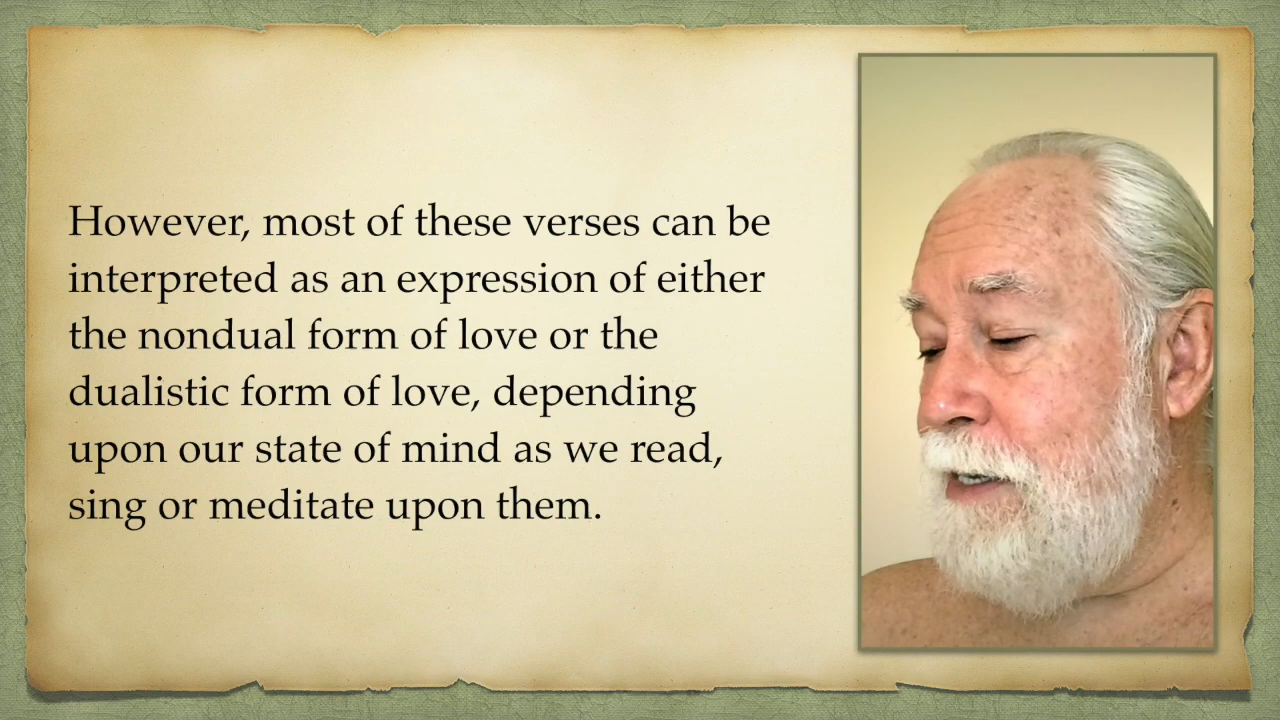 However, most of these verses can be
interpreted as an expression of either
the nondual form of love or the
dualistic form of love, depending
upon our state of mind as we read,
sing or meditate upon them.